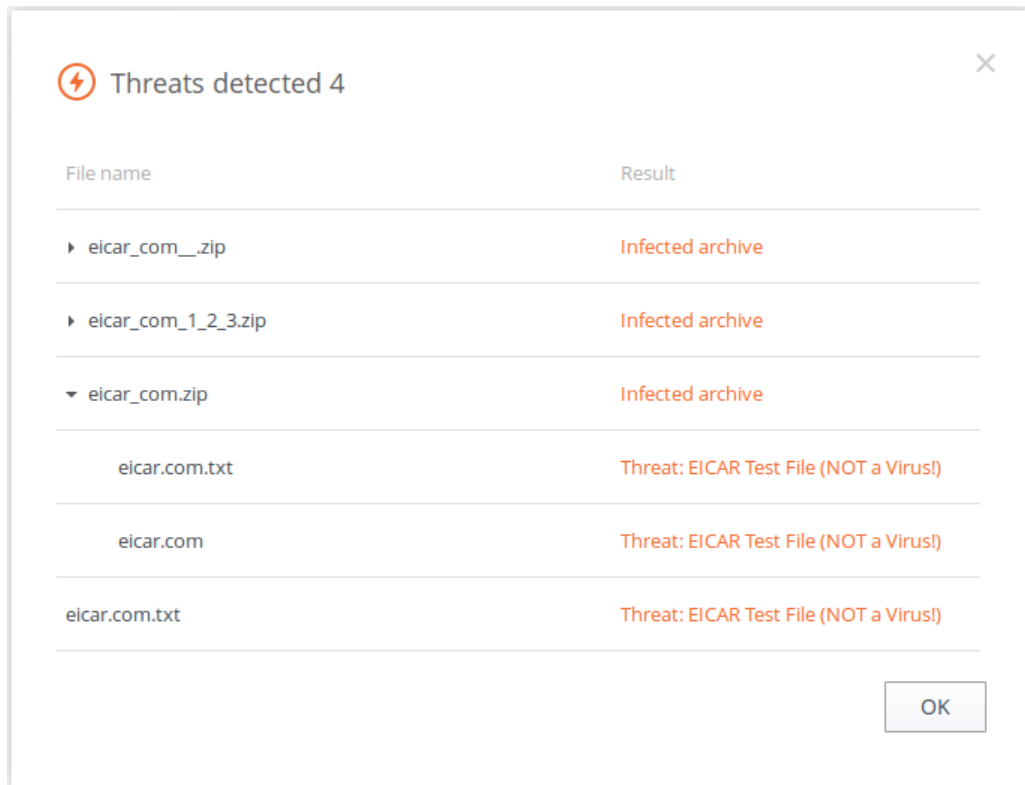 Threats detected 4
File name Result
eicar_com__.zip Infected archive
eicar_com_1_2_3.zip Infected archive
eicar_com.zip Infected archive
eicar.com.txt Threat: EICAR Test File (NOT a Virus!)
eicar.com Threat: EICAR Test File (NOT a Virus!)
eicar.com.txt Threat: EICAR Test File (NOT a Virus!)
OK